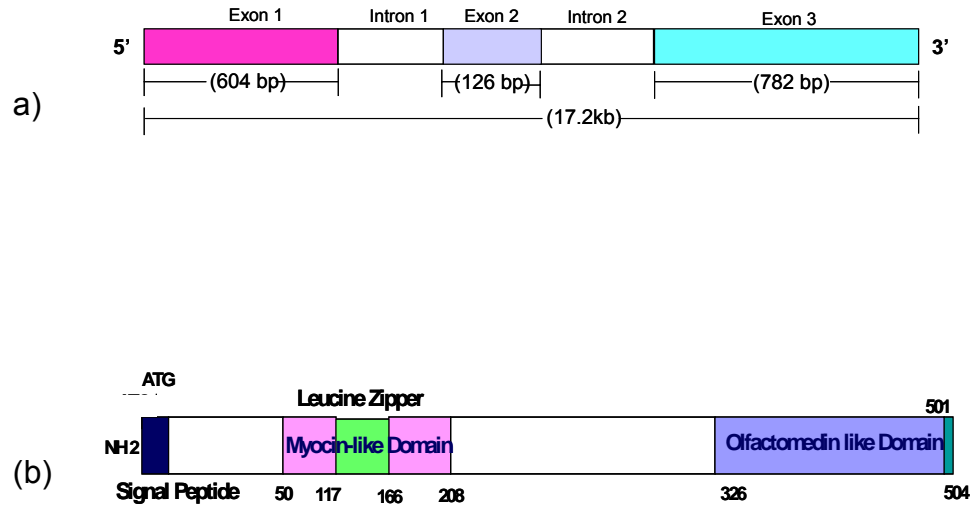 Exon 1 Intron 1 Exon 2 Intron 2 Exon 3
5’ 3’
(604 bp) (126 bp) (782 bp)
a) (17.2kb)
ATG
Leucine Zipper 501
NH2 Myocin-like Domain Olfactomedin like Domain
(b)
Signal Peptide 50 117 166 208 326 504